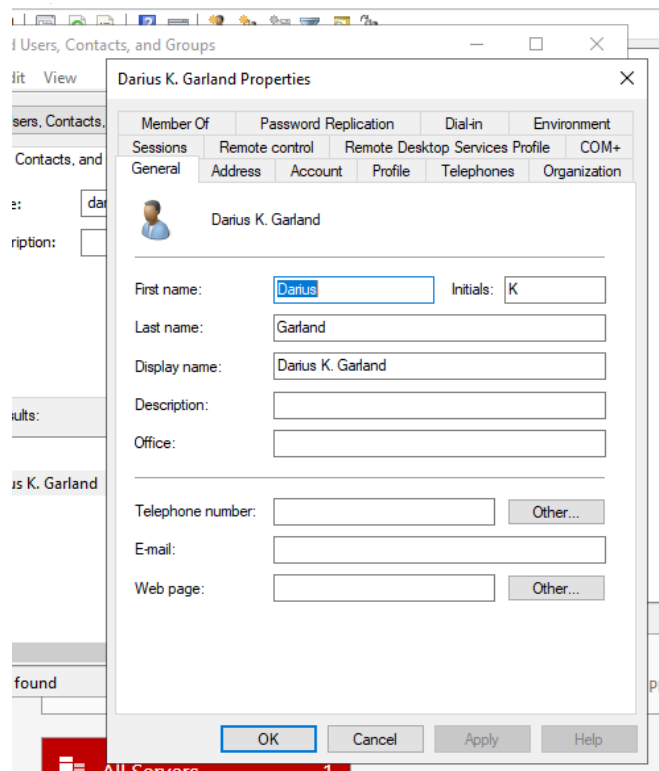 d Users, Contacts, and Groups
dit View
Darius K. Garland Properties
sers, Contacts,
Contacts, and
e:
dar
ription:
Member Of Password Replication Dial-in Environment
Sessions Remote control Remote Desktop Services Profile COM+
General Address Account Profile Telephones Organization
Darius K. Garland
First name: Darius Initials: K
Last name: Garland
Display name: Darius K. Garland
Description:
Office:
sults:
us K. Garland
Telephone number: Other...
E-mail:
Web page: Other...
found
OK Cancel Apply Help
All Servers 1